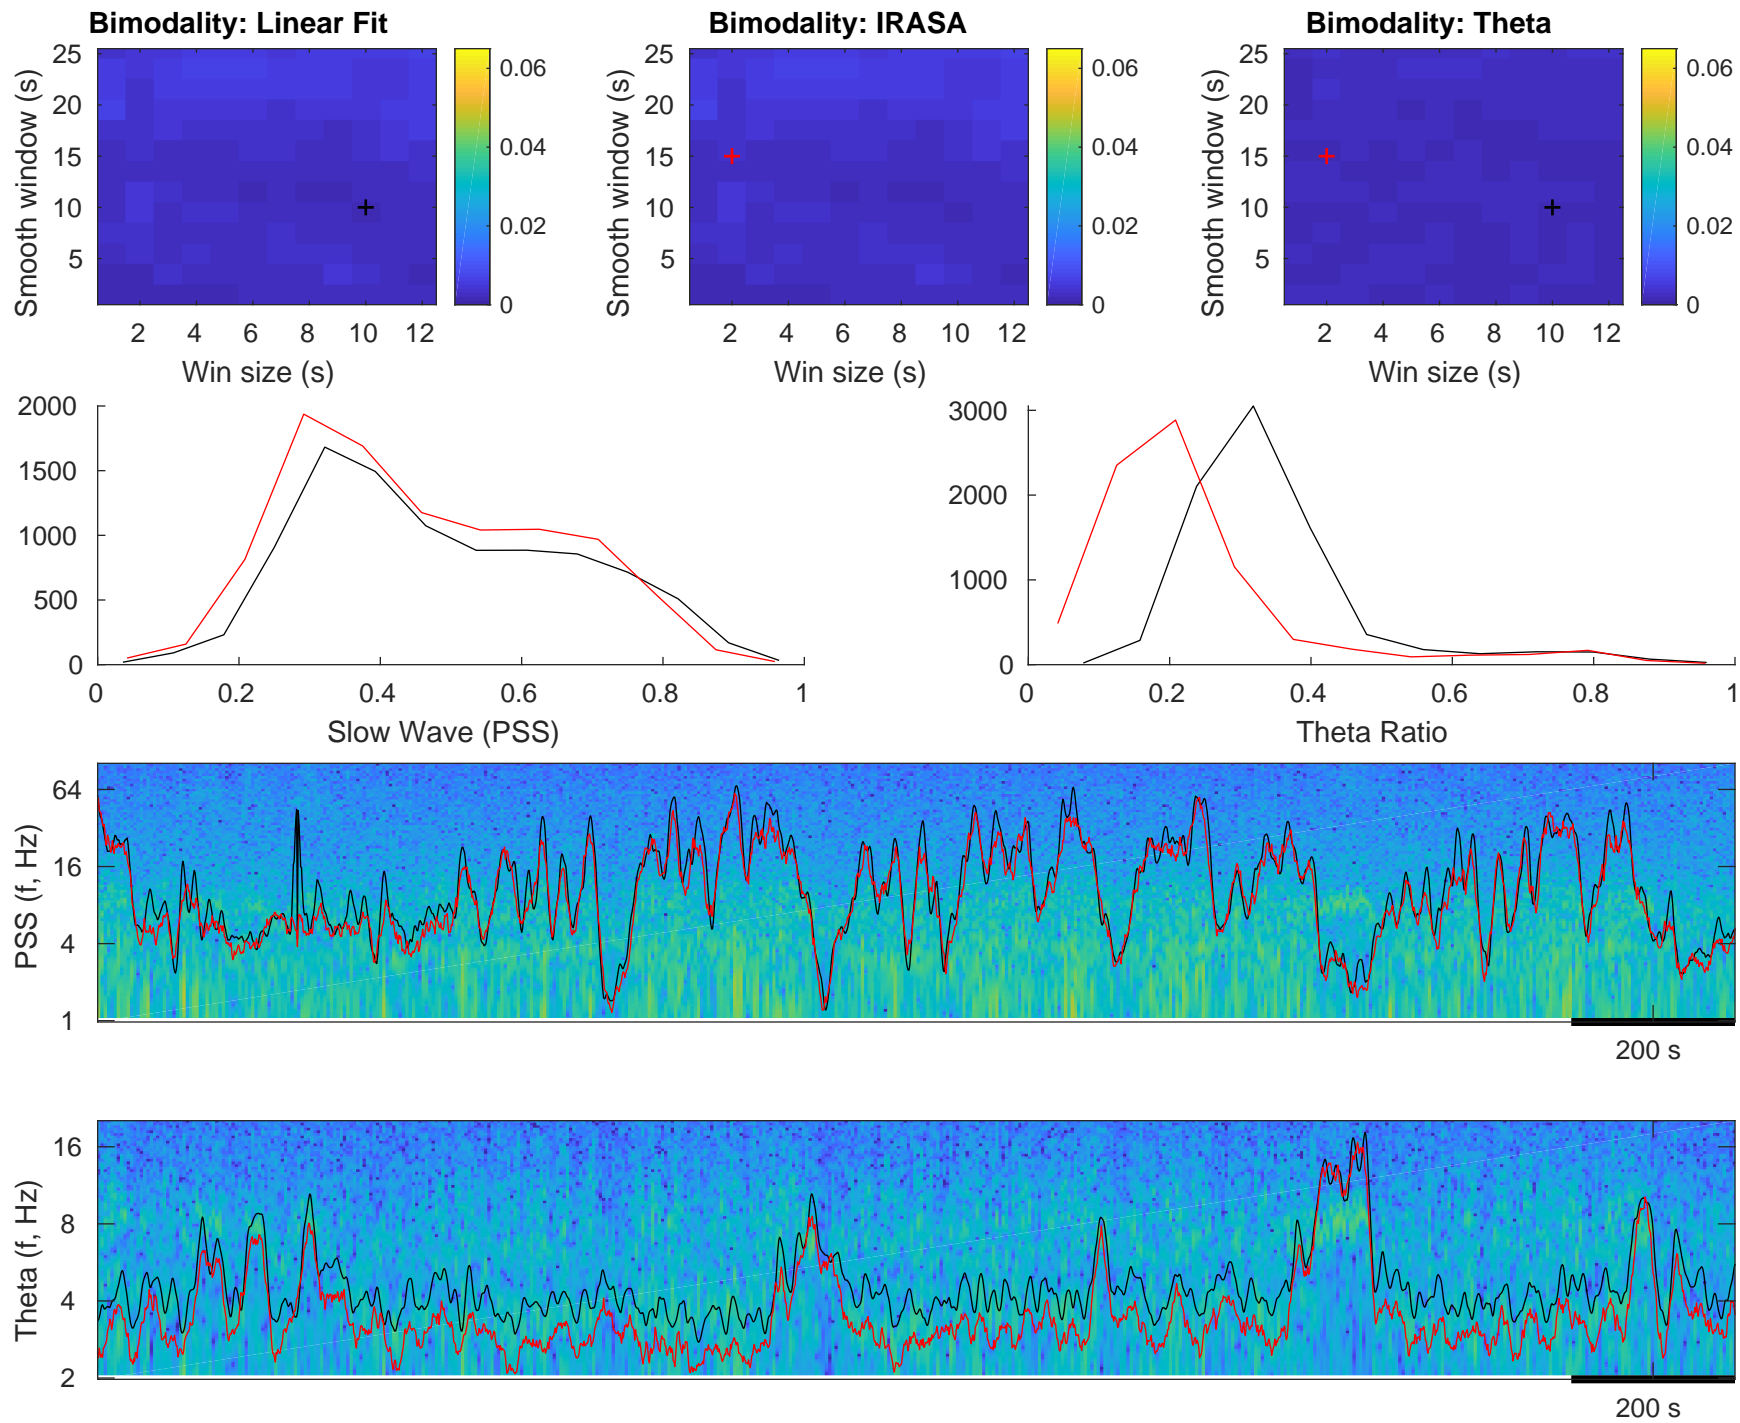 Bimodality: Linear Fit
Bimodality: IRASA
Bimodality: Theta
Smooth window (s)
25
20
15
10
5
2 4 6 8 10 12
Win size (s)
0.06
0.04
0.02
0
Smooth window (s)
25
20
15
10
5
2 4 6 8 10 12
Win size (s)
0.06
0.04
0.02
0
Smooth window (s)
25
20
15
10
5
2 4 6 8 10 12
Win size (s)
0.06
0.04
0.02
0
2000
1500
1000
500
0
0 0.2 0.4 0.6 0.8 1
Slow Wave (PSS)
3000
2000
1000
0
0 0.2 0.4 0.6 0.8 1
Theta Ratio
PSS (f, Hz)
64
16
4
1
200 s
Theta (f, Hz)
16
8
4
2
200 s